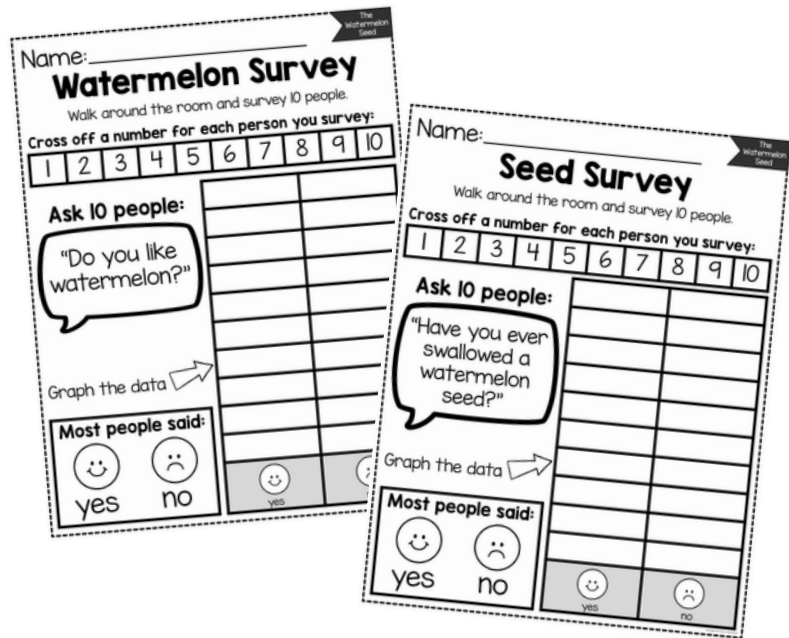 The
Watermelon
Seed
Name:
Watermelon Survey
Walk around the room and survey 10 people.
Cross off a number for each person you survey:
1 2 3 4 5 6 7 8 9 10
Ask 10 people:
"Do you like
watermelon?"
Graph the data
Most people said:
yes no
yes
The
Watermelon
Seed
Name:
Seed Survey
Walk around the room and survey 10 people.
Cross off a number for each person you survey:
1 2 3 4 5 6 7 8 9 10
Ask 10 people:
"Have you ever
swallowed a
watermelon
seed?"
Graph the data
Most people said:
yes no
yes no